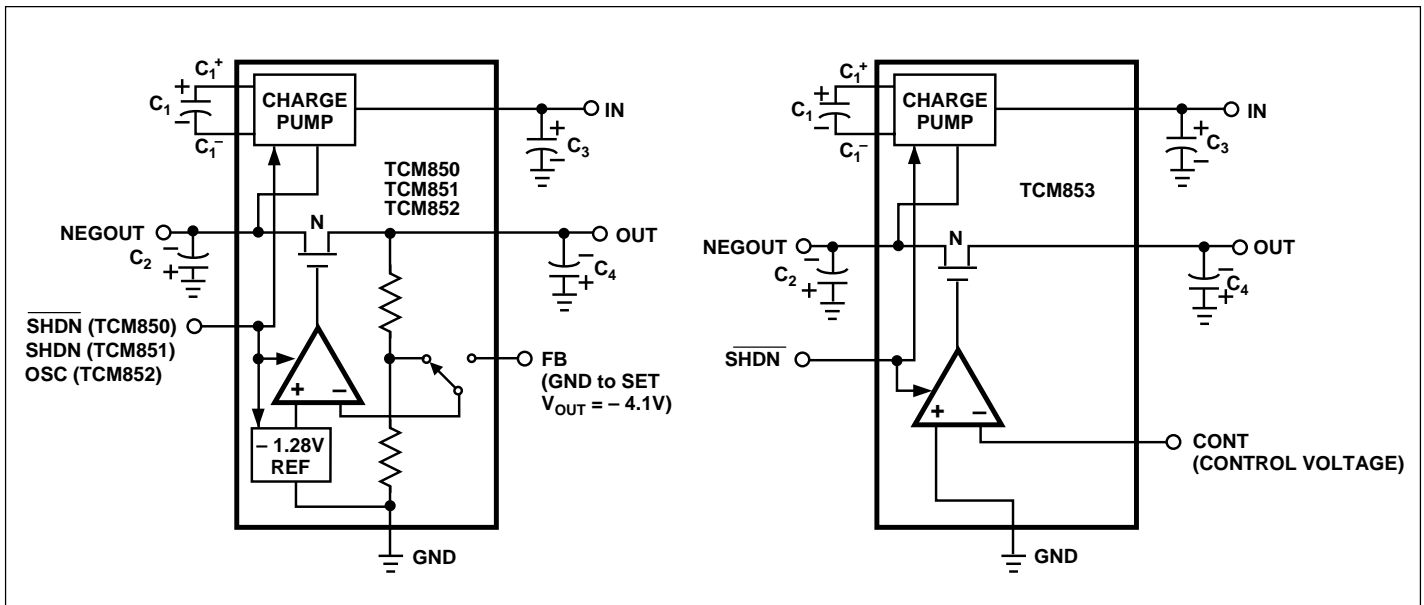 C1+
C1
C1−
+
−
CHARGE
PUMP
IN
+
C3
−
TCM850
TCM851
TCM852
NEGOUT
−
C2
+
N
OUT
−
C4
+
SHDN (TCM850)
SHDN (TCM851)
OSC (TCM852)
+ −
FB
(GND to SET
VOUT = – 4.1V)
– 1.28V
REF
GND
C1+
C1
C1−
+
−
CHARGE
PUMP
IN
+
C3
−
TCM853
NEGOUT
−
C2
+
N
OUT
−
C4
+
SHDN
+ −
CONT
(CONTROL VOLTAGE)
GND